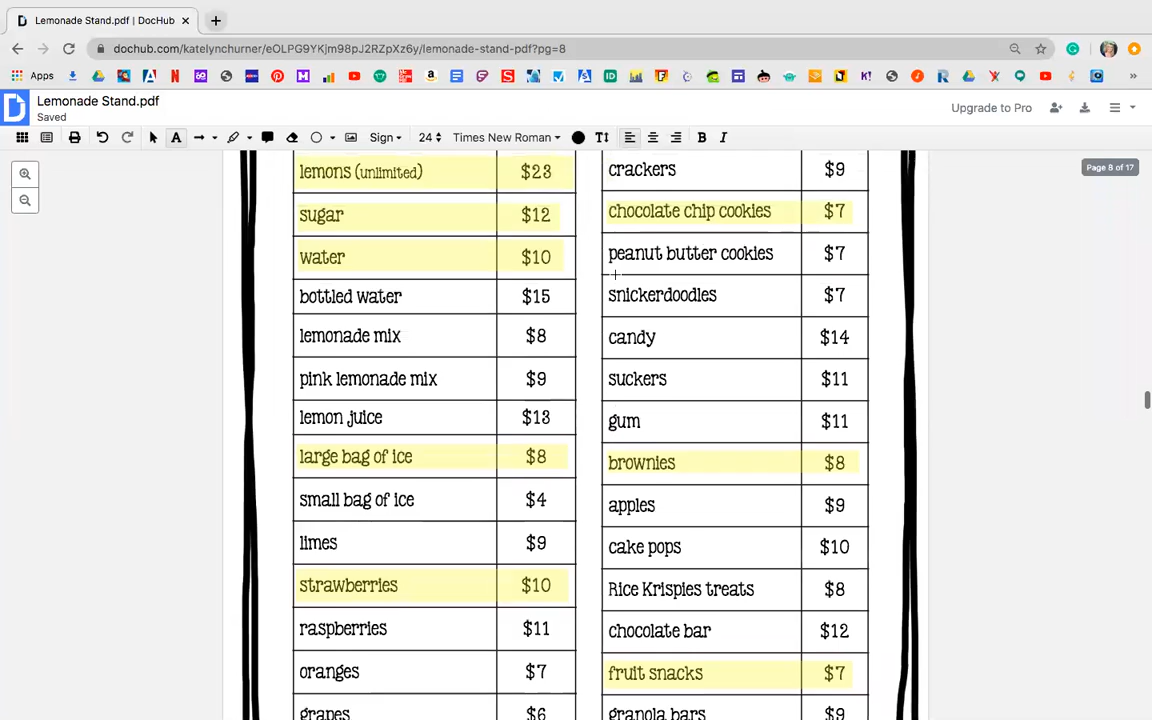 Lemonade Stand.pdf | DocHub
dochub.com/katelynchurner/eOLPG9YKjm98pJ2RZpXz6y/lemonade-stand-pdf?pg=8
Apps
Lemonade Stand.pdf
Saved
Upgrade to Pro
Sign 24 Times New Roman B I
Page 8 of 17
lemons (unlimited) $23
sugar $12
water $10
bottled water $15
lemonade mix $8
pink lemonade mix $9
lemon juice $13
large bag of ice $8
small bag of ice $4
limes $9
strawberries $10
raspberries $11
oranges $7
grapes $6
crackers $9
chocolate chip cookies $7
peanut butter cookies $7
snickerdoodles $7
candy $14
suckers $11
gum $11
brownies $8
apples $9
cake pops $10
Rice Krispies treats $8
chocolate bar $12
fruit snacks $7
granola bars $9